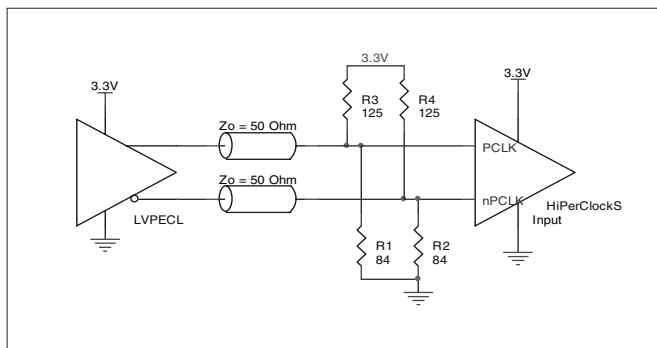 3.3V
3.3V
3.3V
R3
125
R4
125
Zo = 50 Ohm
PCLK
Zo = 50 Ohm
nPCLK
HiPerClockS
Input
LVPECL
R1
84
R2
84